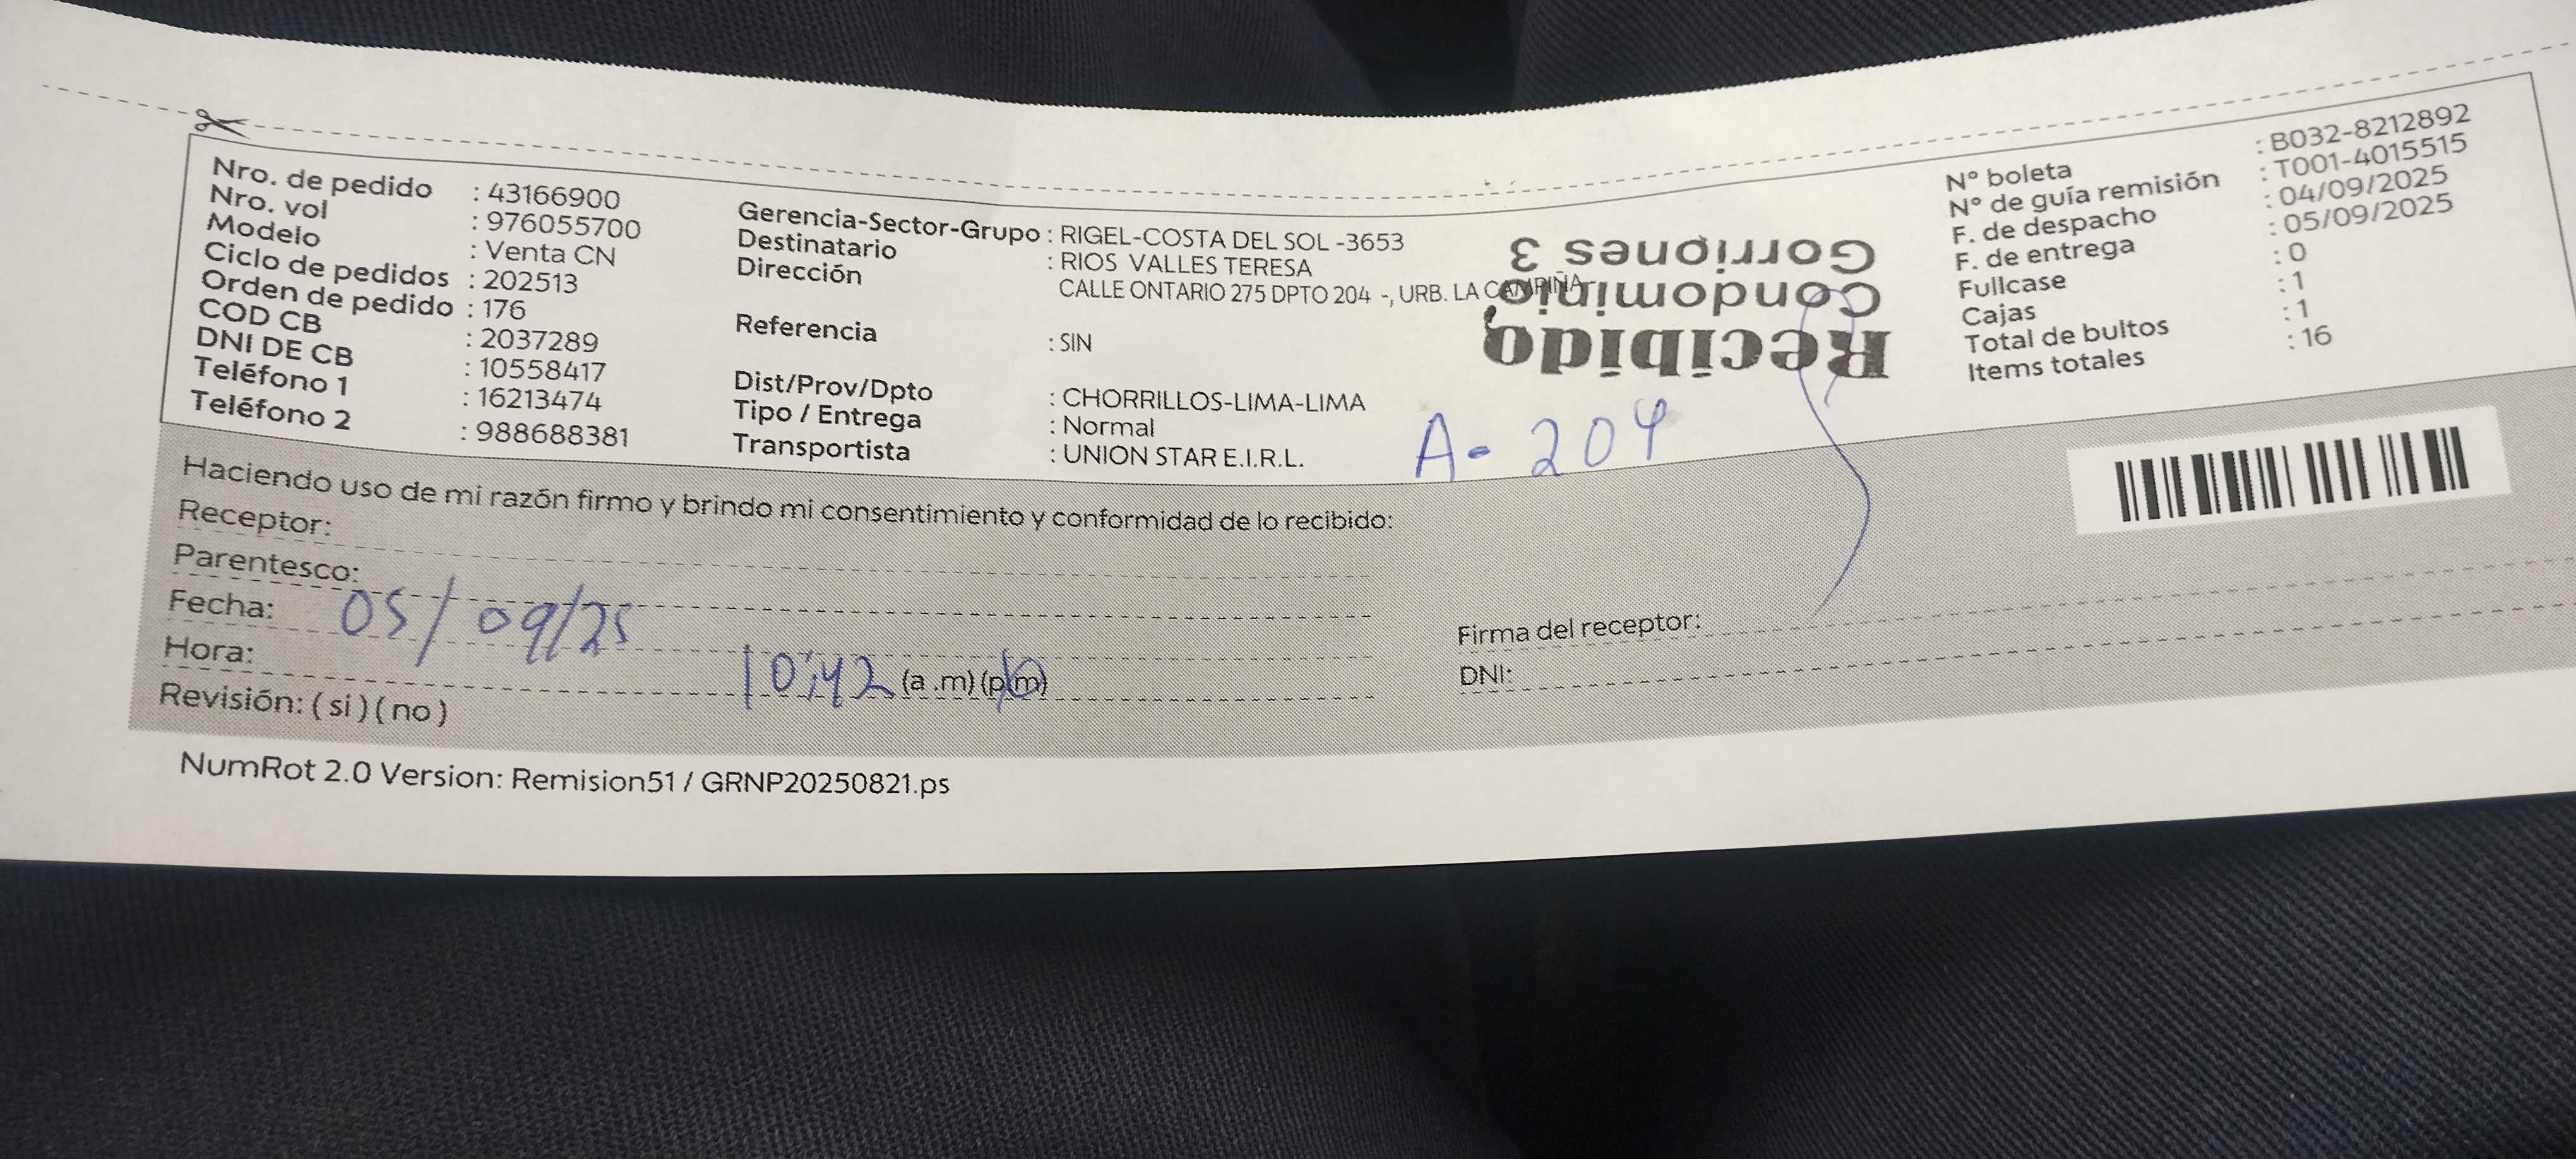 Nro. de pedido : 43166900
Nro. vol : 976055700
Modelo : Venta CN
Ciclo de pedidos : 202513
Orden de pedido : 176
COD CB : 2037289
DNI DE CB : 10558417
Teléfono 1 : 16213474
Teléfono 2 : 988688381
Gerencia-Sector-Grupo : RIGEL-COSTA DEL SOL -3653
Destinatario : RIOS VALLES TERESA
Dirección : CALLE ONTARIO 275 DPTO 204 -, URB. LA CAMPIÑA
Referencia : SIN
Dist/Prov/Dpto : CHORRILLOS-LIMA-LIMA
Tipo / Entrega : Normal
Transportista : UNION STAR E.I.R.L.
Recibido
Condominio
Gorriones 3
A- 204
N° boleta : B032-8212892
N° de guía remisión : T001-4015515
F. de despacho : 04/09/2025
F. de entrega : 05/09/2025
Fullcase : 0
Cajas : 1
Total de bultos : 1
Items totales : 16
Haciendo uso de mi razón firmo y brindo mi consentimiento y conformidad de lo recibido:
Receptor:
Parentesco:
Fecha: 05/09/25
Hora: 10:42 (a .m) (p.m)
Revisión: ( si ) ( no )
Firma del receptor:
DNI:
NumRot 2.0 Version: Remision51 / GRNP20250821.ps